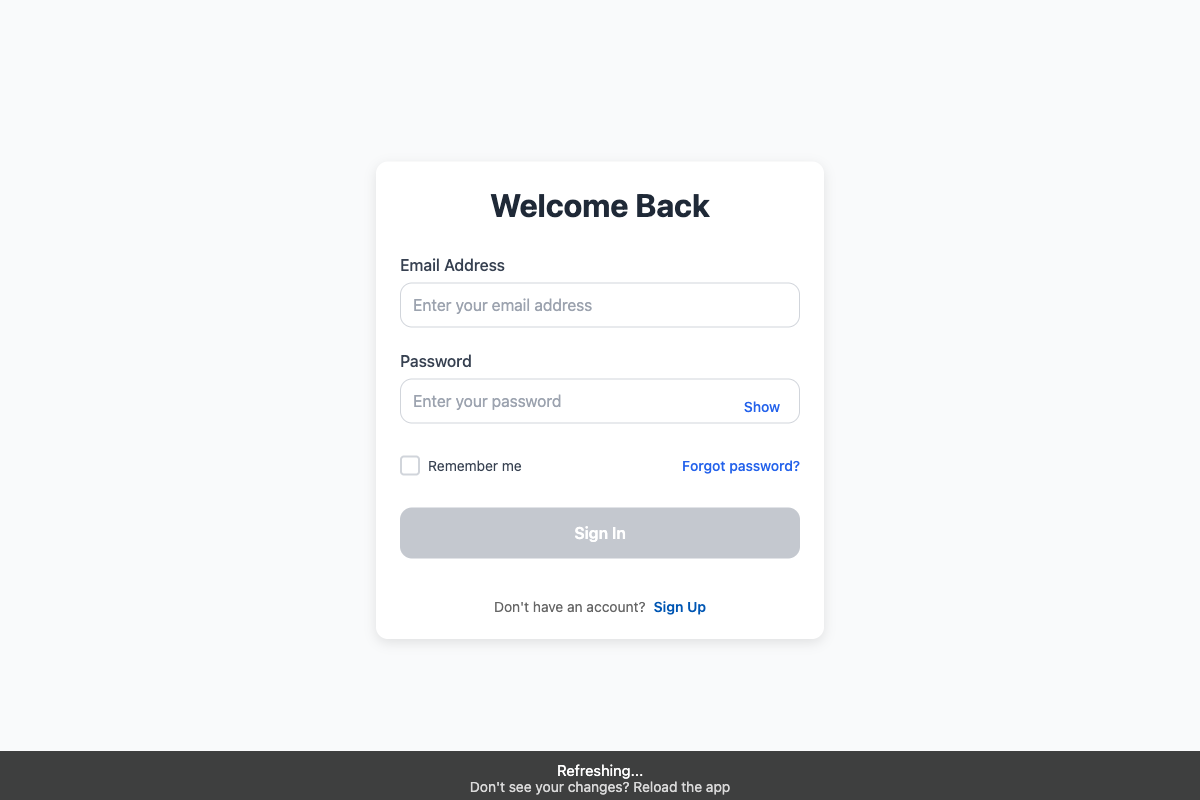 Welcome Back
Email Address
Enter your email address
Password
Enter your password
Show
Remember me
Forgot password?
Sign In
Don't have an account? Sign Up
Refreshing...
Don't see your changes? Reload the app